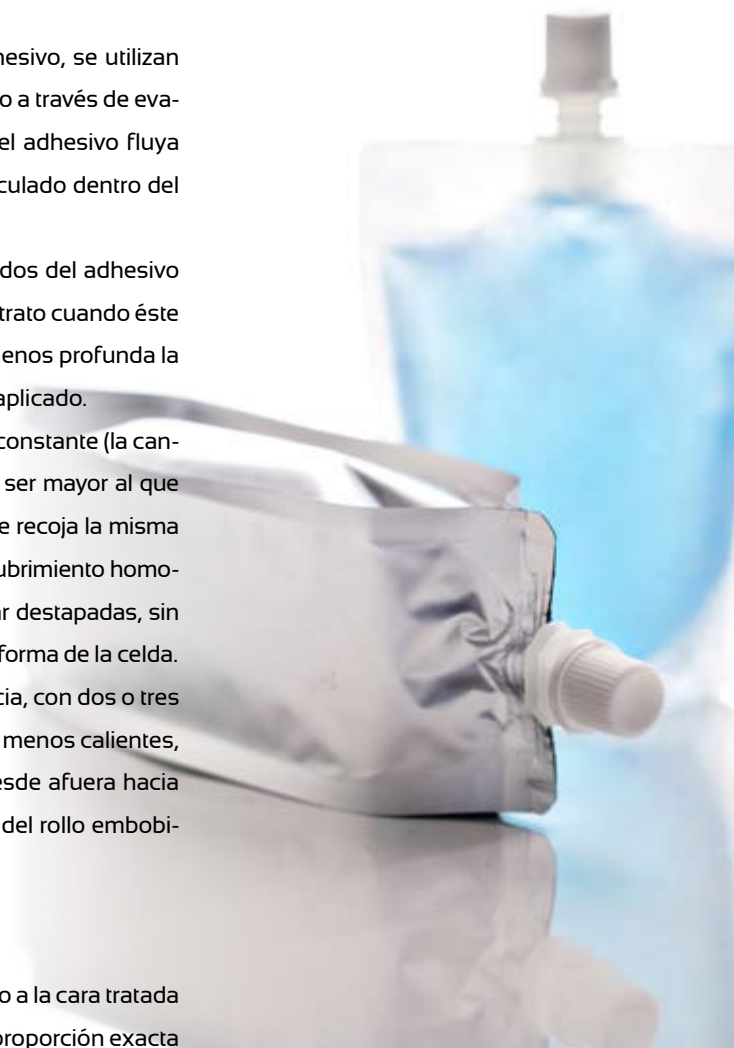 hesivo, se utilizan
o a través de eva-
el adhesivo fluya
culado dentro del
dos del adhesivo
trato cuando éste
enos profunda la
aplicado.
constante (la can-
ser mayor al que
e recoja la misma
ubrimiento homo-
ar destapadas, sin
forma de la celda.
cia, con dos o tres
menos calientes,
esde afuera hacia
del rollo embobi-
o a la cara tratada
proporción exacta